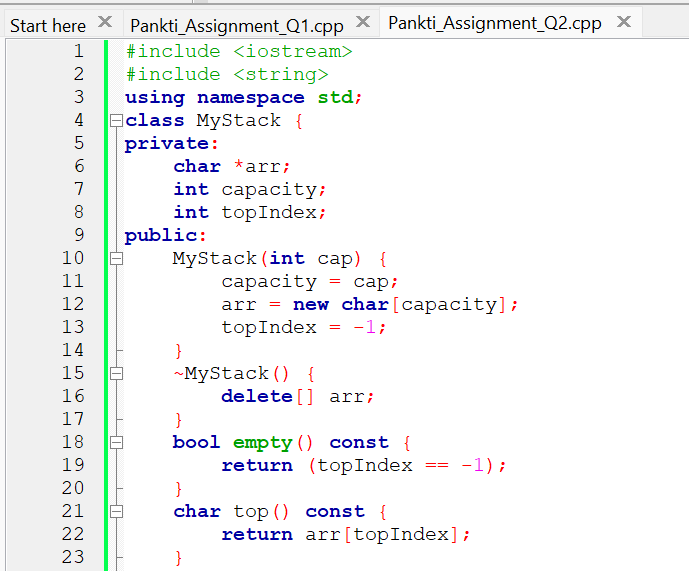 Start here × Pankti_Assignment_Q1.cpp × Pankti_Assignment_Q2.cpp ×
1 #include <iostream>
2 #include <string>
3 using namespace std;
4 class MyStack {
5 private:
6     char *arr;
7     int capacity;
8     int topIndex;
9 public:
10     MyStack(int cap) {
11         capacity = cap;
12         arr = new char[capacity];
13         topIndex = -1;
14     }
15     ~MyStack() {
16         delete[] arr;
17     }
18     bool empty() const {
19         return (topIndex == -1);
20     }
21     char top() const {
22         return arr[topIndex];
23     }